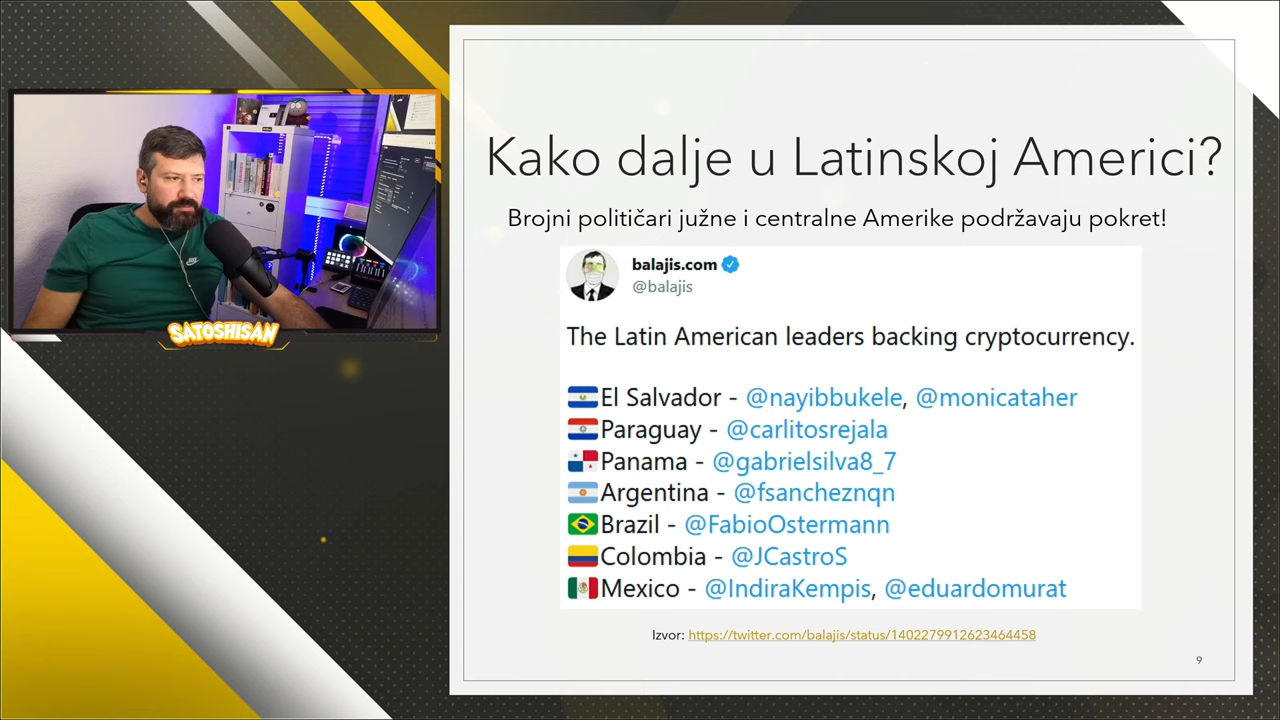 Kako dalje u Latinskoj Americi?
Brojni političari južne i centralne Amerike podržavaju pokret!
balajis.com
@balajis
The Latin American leaders backing cryptocurrency.
El Salvador - @nayibbukele, @monicataher
Paraguay - @carlitosrejala
Panama - @gabrielsilva8_7
Argentina - @fsancheznqn
Brazil - @FabioOstermann
Colombia - @JCastroS
Mexico - @IndiraKempis, @eduardomurat
Izvor: https://twitter.com/balajis/status/1402279912623464458
9
SATOSHISAN